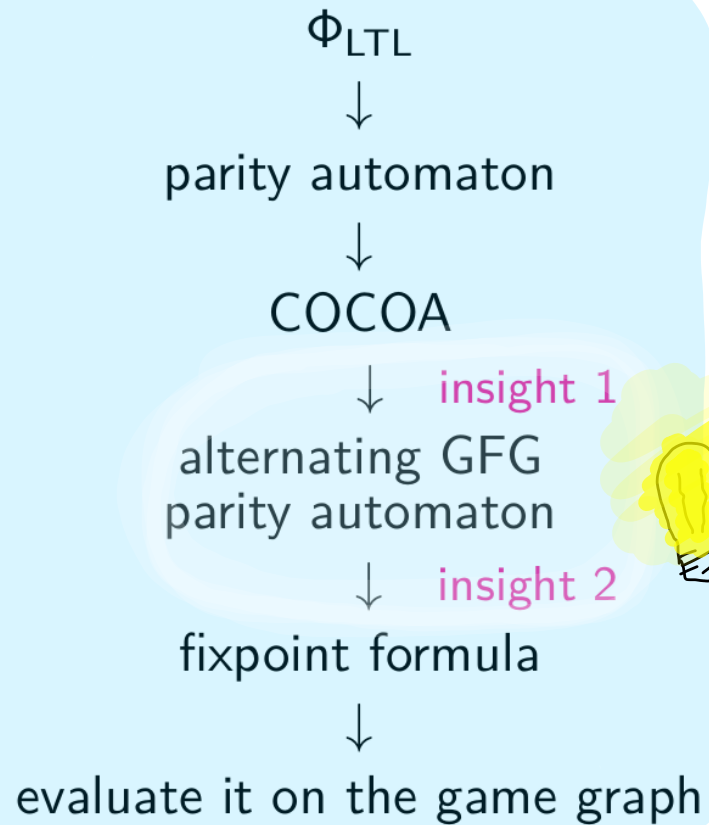 Φ_LTL
↓
parity automaton
↓
COCOA
↓ insight 1
alternating GFG
parity automaton
↓ insight 2
fixpoint formula
↓
evaluate it on the game graph